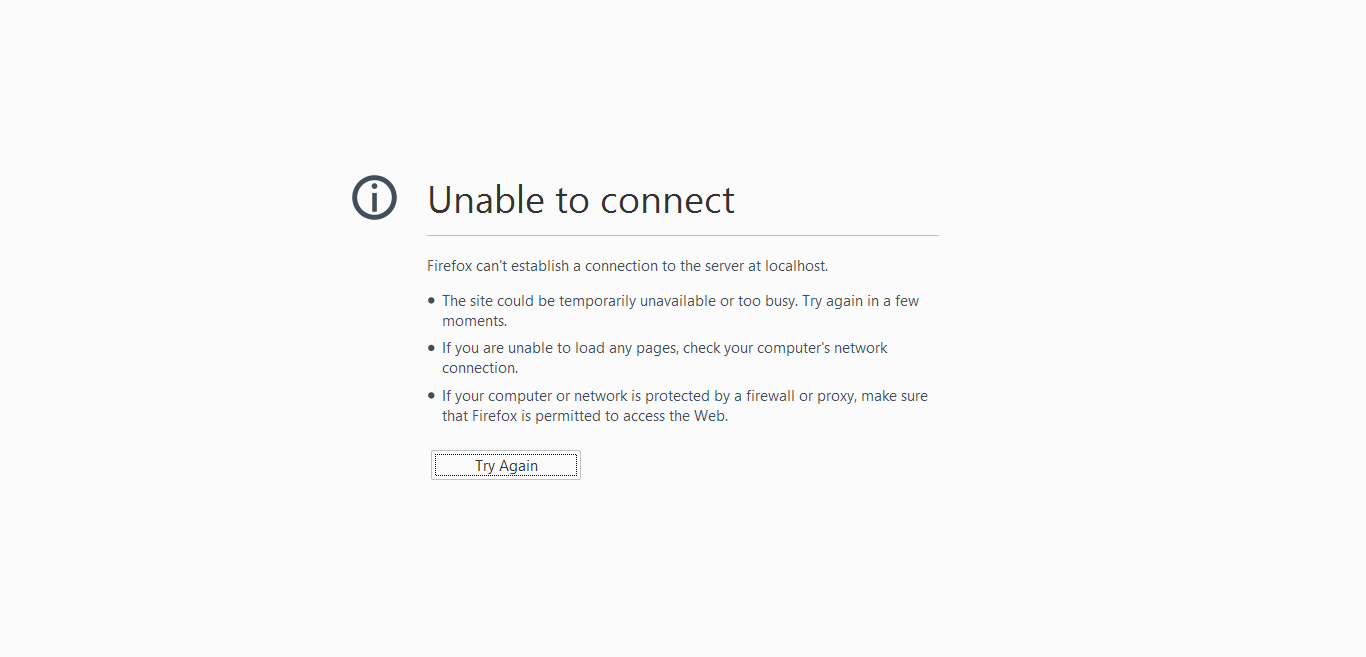 Unable to connect
Firefox can't establish a connection to the server at localhost.
• The site could be temporarily unavailable or too busy. Try again in a few
moments.
• If you are unable to load any pages, check your computer's network
connection.
• If your computer or network is protected by a firewall or proxy, make sure
that Firefox is permitted to access the Web.
Try Again